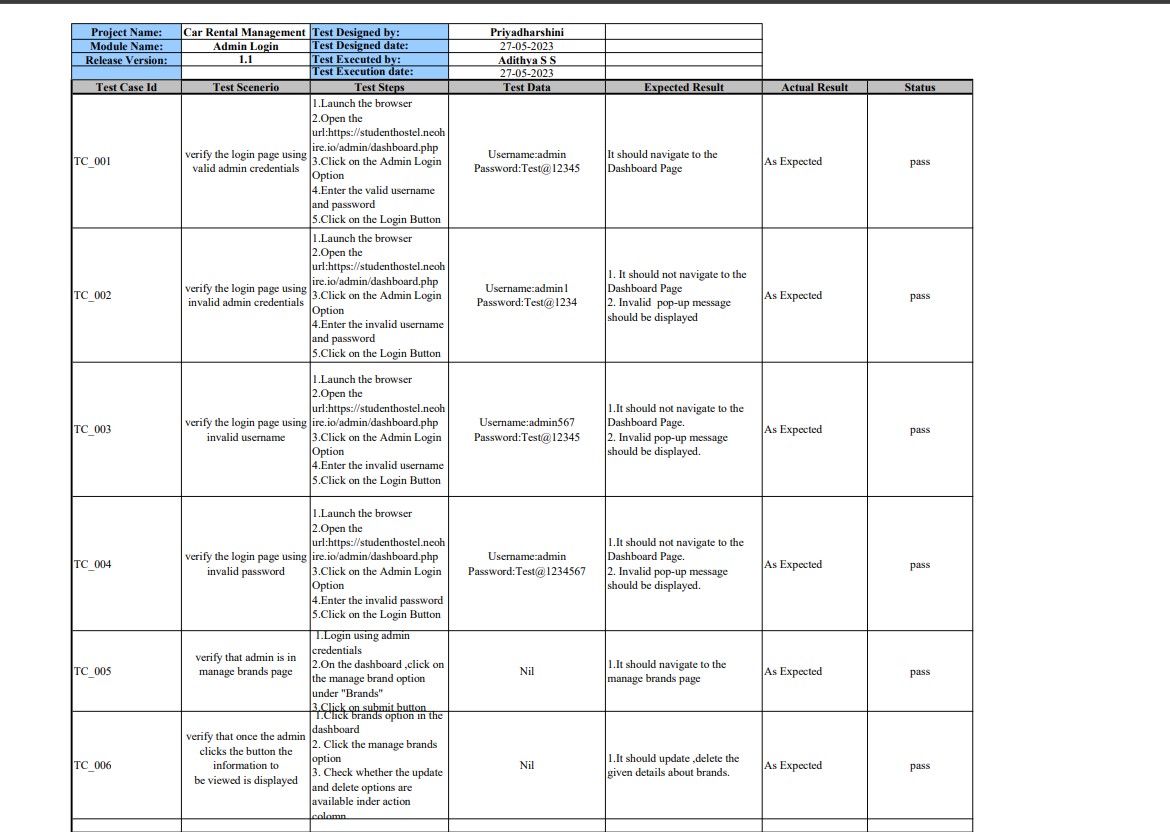 Project Name: Car Rental Management Test Designed by: Priyadharshini
Module Name: Admin Login Test Designed date: 27-05-2023
Release Version: 1.1 Test Executed by: Adithya S S
Test Execution date: 27-05-2023
Test Case Id Test Scenerio Test Steps Test Data Expected Result Actual Result Status
TC_001
verify the login page using
valid admin credentials
1.Launch the browser
2.Open the
url:https://studenthostel.neoh
ire.io/admin/dashboard.php
3.Click on the Admin Login
Option
4.Enter the valid username
and password
5.Click on the Login Button
Username:admin
Password:Test@12345
It should navigate to the
Dashboard Page
As Expected
pass
TC_002
verify the login page using
invalid admin credentials
1.Launch the browser
2.Open the
url:https://studenthostel.neoh
ire.io/admin/dashboard.php
3.Click on the Admin Login
Option
4.Enter the invalid username
and password
5.Click on the Login Button
Username:admin1
Password:Test@1234
1. It should not navigate to the
Dashboard Page
2. Invalid pop-up message
should be displayed
As Expected
pass
TC_003
verify the login page using
invalid username
1.Launch the browser
2.Open the
url:https://studenthostel.neoh
ire.io/admin/dashboard.php
3.Click on the Admin Login
Option
4.Enter the invalid username
5.Click on the Login Button
Username:admin567
Password:Test@12345
1.It should not navigate to the
Dashboard Page.
2. Invalid pop-up message
should be displayed.
As Expected
pass
TC_004
verify the login page using
invalid password
1.Launch the browser
2.Open the
url:https://studenthostel.neoh
ire.io/admin/dashboard.php
3.Click on the Admin Login
Option
4.Enter the invalid password
5.Click on the Login Button
Username:admin
Password:Test@1234567
1.It should not navigate to the
Dashboard Page.
2. Invalid pop-up message
should be displayed.
As Expected
pass
TC_005
verify that admin is in
manage brands page
1.Login using admin
credentials
2.On the dashboard ,click on
the manage brand option
under "Brands"
3.Click on submit button
Nil
1.It should navigate to the
manage brands page
As Expected
pass
TC_006
verify that once the admin
clicks the button the
information to
be viewed is displayed
1.Click brands option in the
dashboard
2. Click the manage brands
option
3. Check whether the update
and delete options are
available inder action
colomn
Nil
1.It should update ,delete the
given details about brands.
As Expected
pass